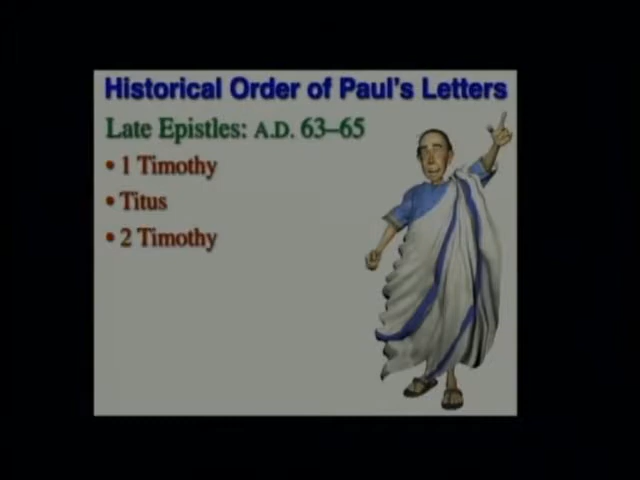 Historical Order of Paul's Letters
Late Epistles: A.D. 63–65
• 1 Timothy
• Titus
• 2 Timothy